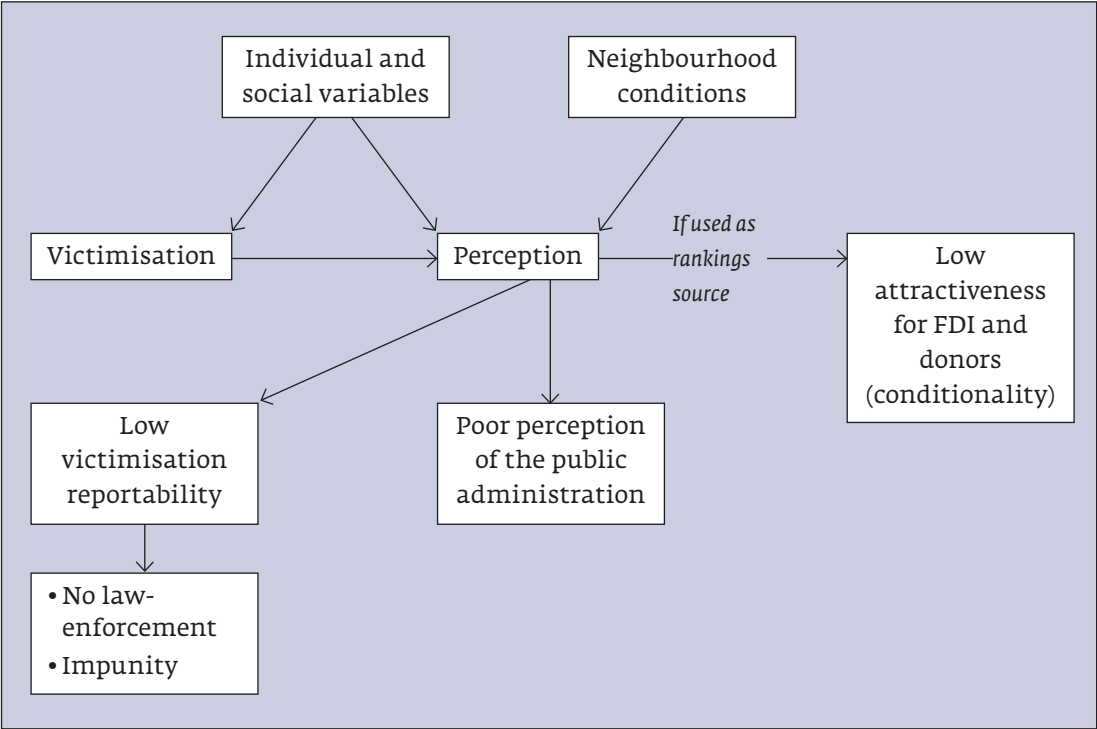 Individual and
social variables
Neighbourhood
conditions
Victimisation
Perception
If used as
rankings
source
Low
attractiveness
for FDI and
donors
(conditionality)
Low
victimisation
reportability
Poor perception
of the public
administration
• No law-
enforcement
• Impunity